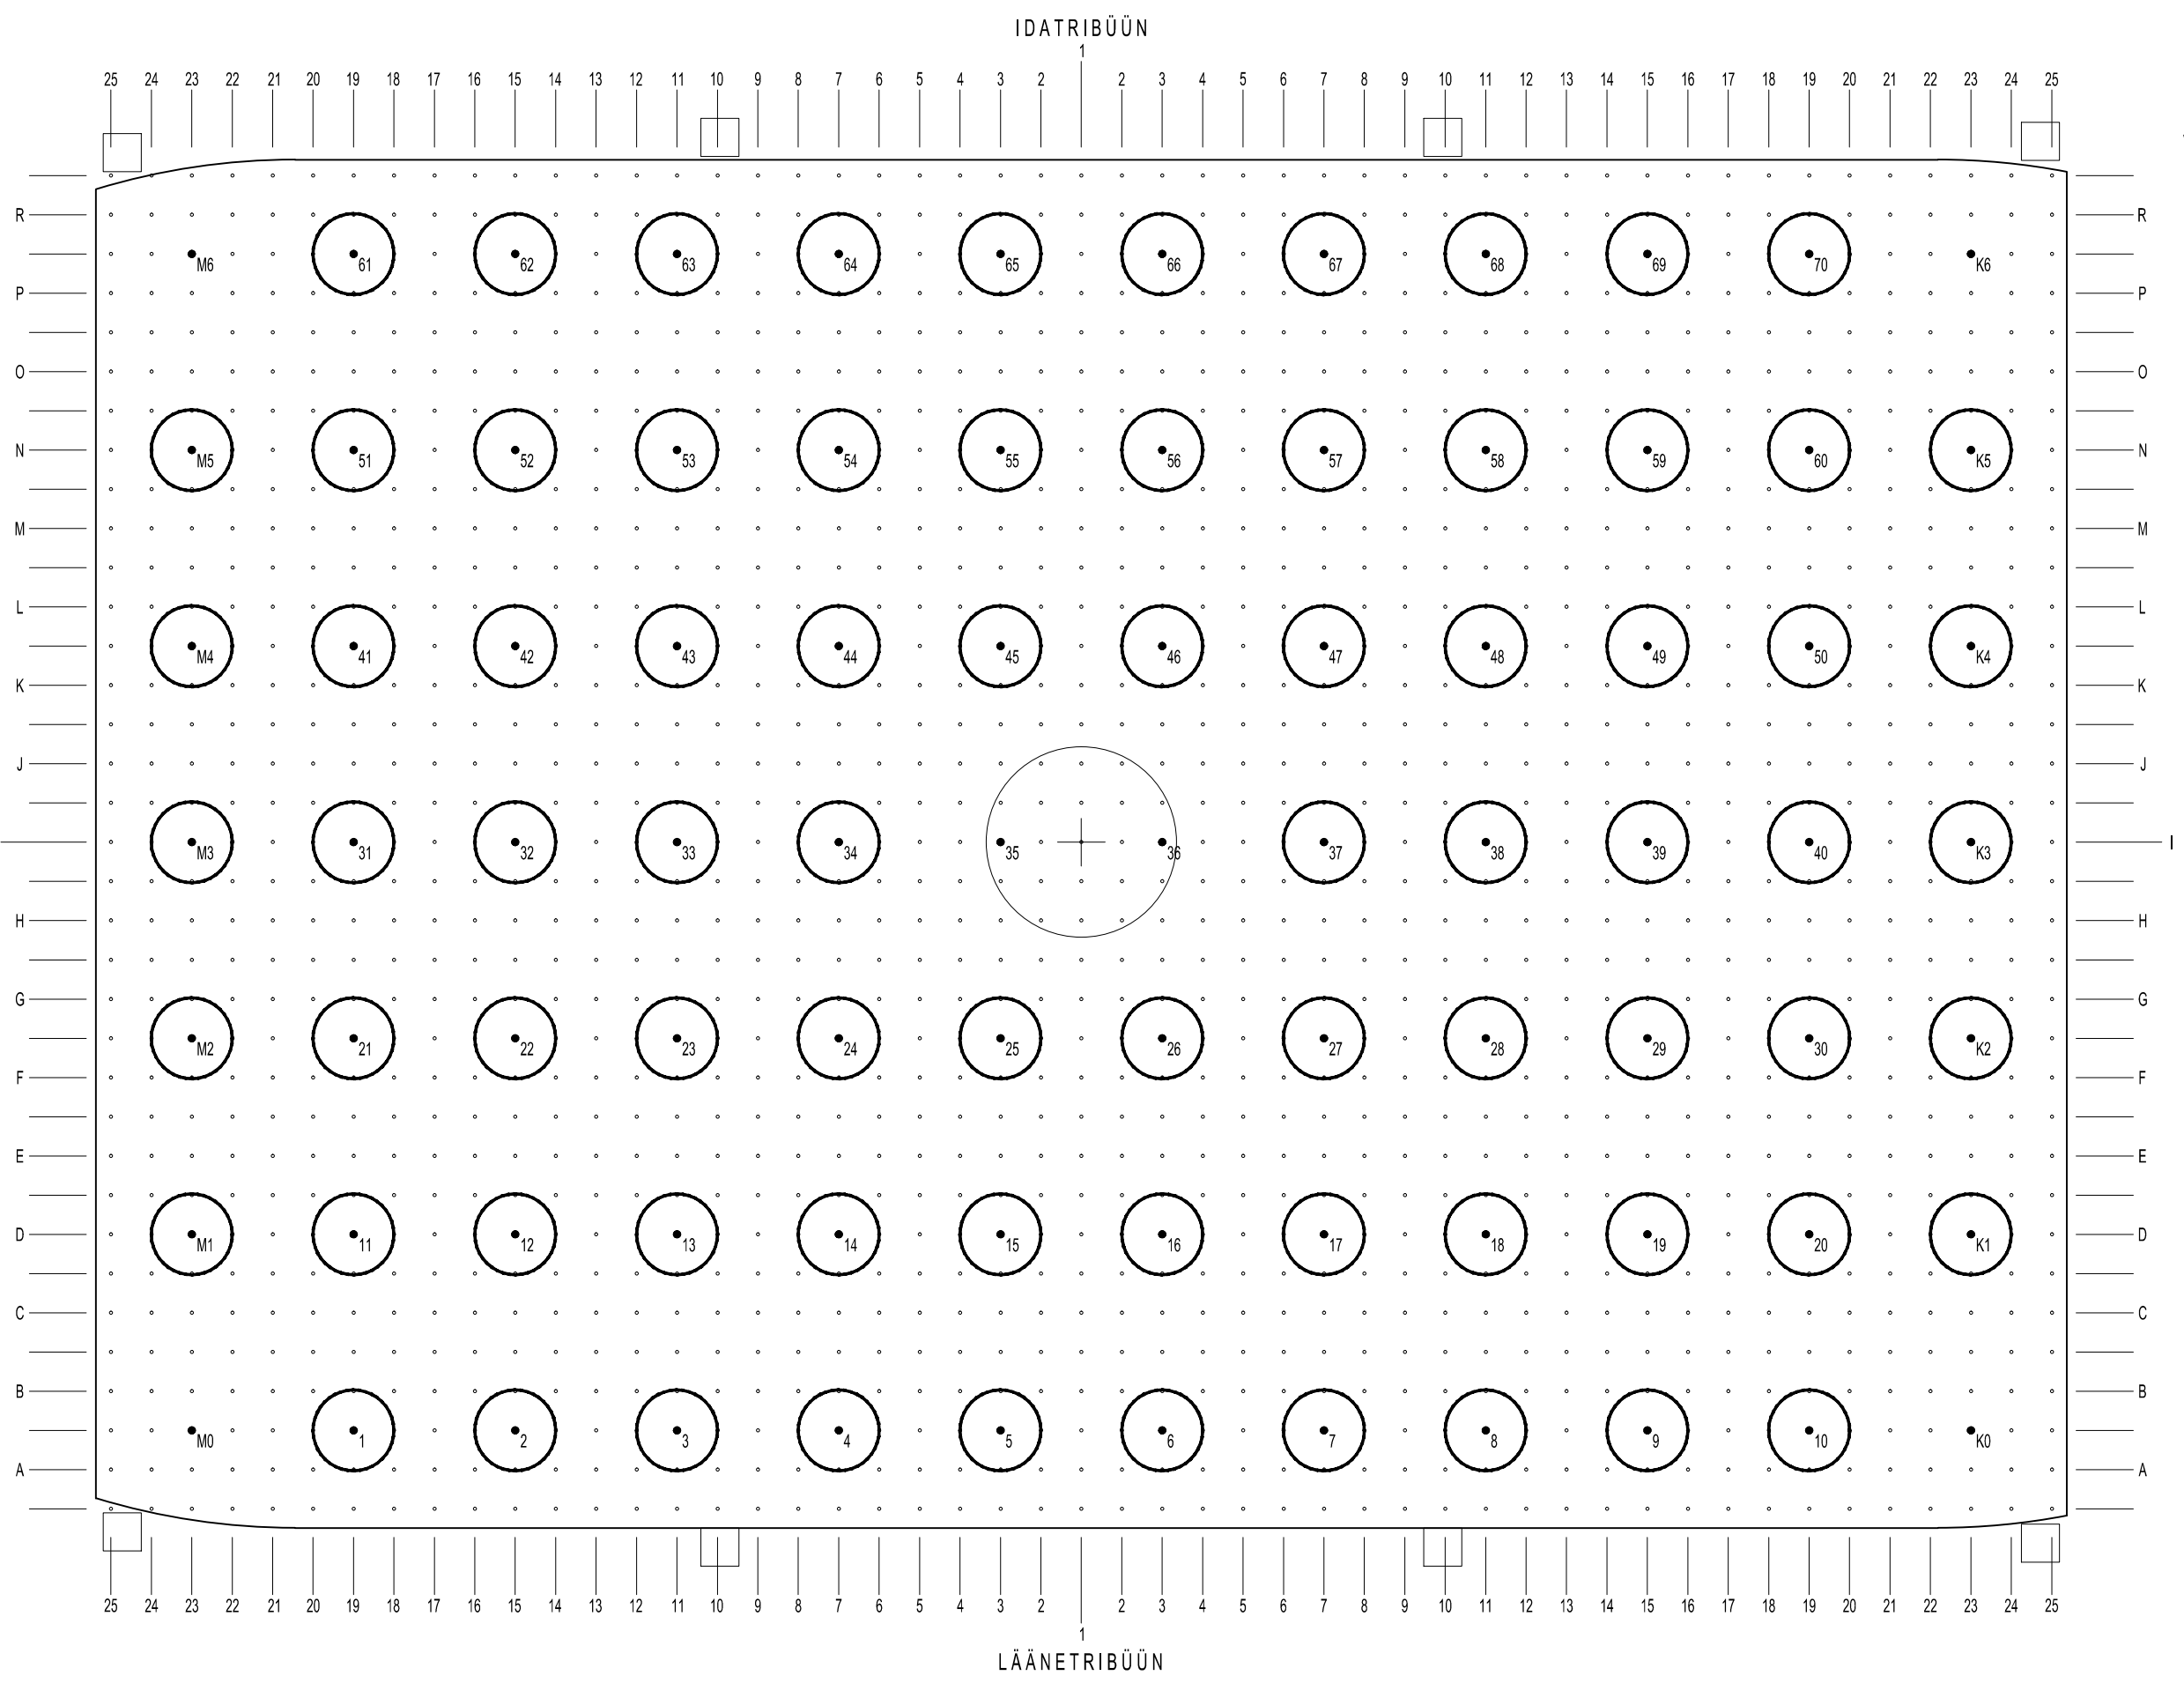 IDATRIBÜÜN
1
25 24 23 22 21 20 19 18 17 16 15 14 13 12 11 10 9 8 7 6 5 4 3 2 2 3 4 5 6 7 8 9 10 11 12 13 14 15 16 17 18 19 20 21 22 23 24 25
R R
M6 61 62 63 64 65 66 67 68 69 70 K6
P P
O O
N N
M5 51 52 53 54 55 56 57 58 59 60 K5
M M
L L
M4 41 42 43 44 45 46 47 48 49 50 K4
K K
J J
I
M3 31 32 33 34 35 36 37 38 39 40 K3
H H
G G
M2 21 22 23 24 25 26 27 28 29 30 K2
F F
E E
D D
M1 11 12 13 14 15 16 17 18 19 20 K1
C C
B B
M0 1 2 3 4 5 6 7 8 9 10 K0
A A
25 24 23 22 21 20 19 18 17 16 15 14 13 12 11 10 9 8 7 6 5 4 3 2 2 3 4 5 6 7 8 9 10 11 12 13 14 15 16 17 18 19 20 21 22 23 24 25
1
LÄÄNETRIBÜÜN